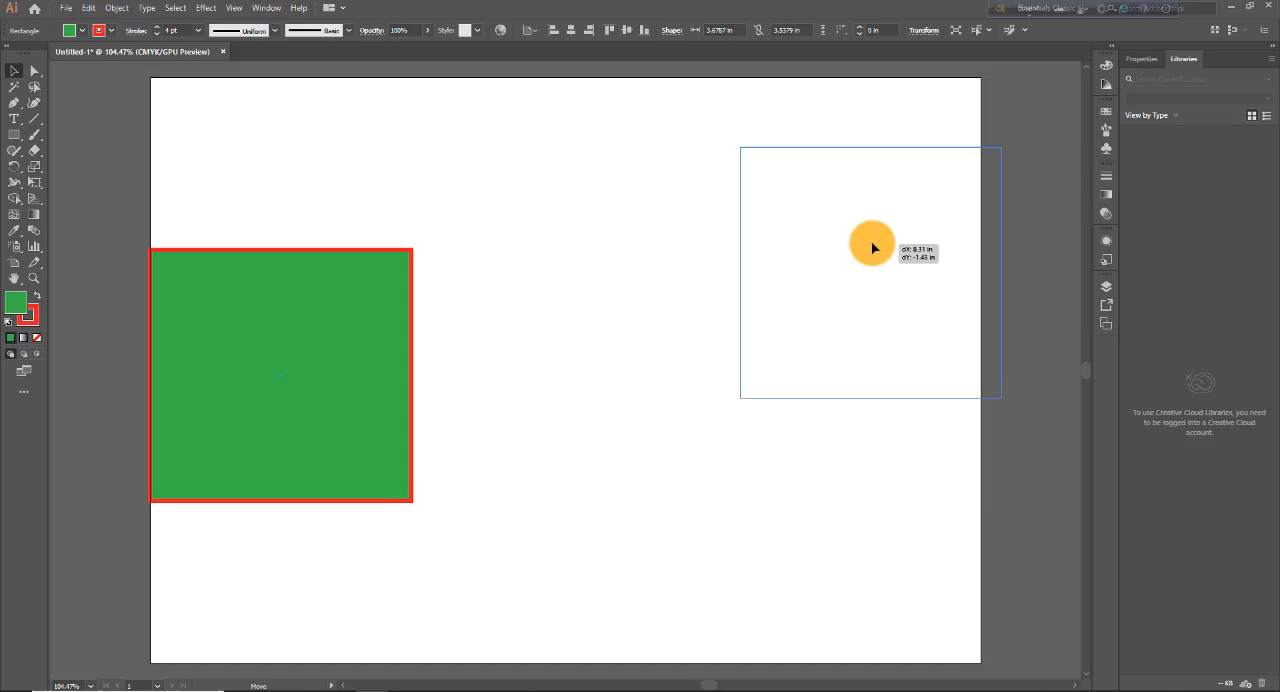 Ai File Edit Object Type Select Effect View Window Help
Rectangle Stroke: 4 pt Uniform Basic Opacity: 100% Style: Shape: 3.6787 in 3.5379 in 0 in Transform
Untitled-1* @ 104.47% (CMYK/GPU Preview)
Properties Libraries
View by Type
dX: 8.31 in
dY: -1.45 in
To use Creative Cloud Libraries, you need
to be logged into a Creative Cloud
account.
104.47% 1 Move
-- KB